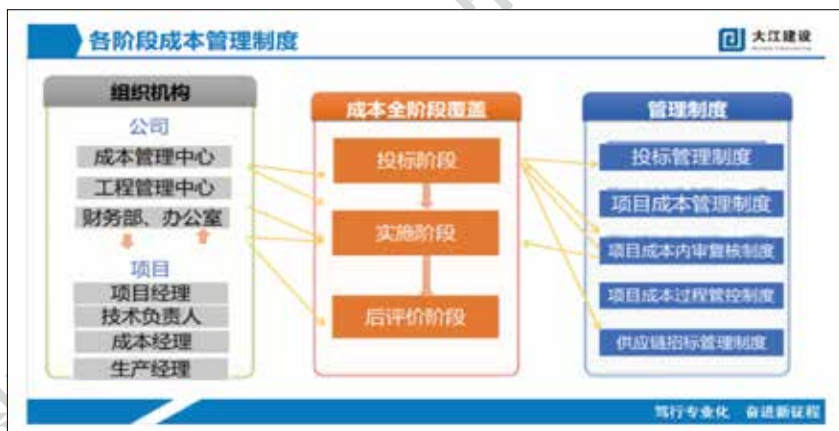 各阶段成本管理制度
大江建设
组织机构
公司
成本管理中心
工程管理中心
财务部、办公室
项目
项目经理
技术负责人
成本经理
生产经理
成本全阶段覆盖
投标阶段
实施阶段
后评价阶段
管理制度
投标管理制度
项目成本管理制度
项目成本内审复核制度
项目成本过程管控制度
供应链招标管理制度
笃行专业化 奋进新征程